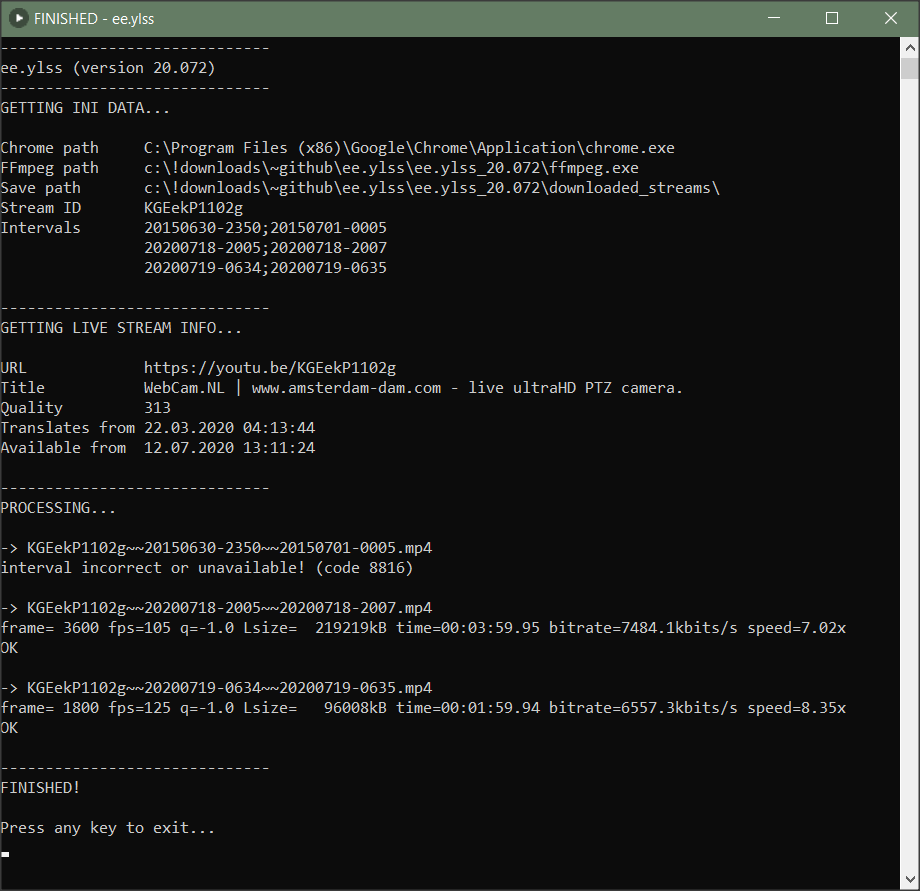 FINISHED - ee.ylss
------------------------------
ee.ylss (version 20.072)
------------------------------
GETTING INI DATA...
Chrome path     C:\Program Files (x86)\Google\Chrome\Application\chrome.exe
FFmpeg path     c:\!downloads\~github\ee.ylss\ee.ylss_20.072\ffmpeg.exe
Save path       c:\!downloads\~github\ee.ylss\ee.ylss_20.072\downloaded_streams\
Stream ID       KGEekP1102g
Intervals       20150630-2350;20150701-0005
20200718-2005;20200718-2007
20200719-0634;20200719-0635
------------------------------
GETTING LIVE STREAM INFO...
URL             https://youtu.be/KGEekP1102g
Title           WebCam.NL | www.amsterdam-dam.com - live ultraHD PTZ camera.
Quality         313
Translates from 22.03.2020 04:13:44
Available from  12.07.2020 13:11:24
------------------------------
PROCESSING...
-> KGEekP1102g~~20150630-2350~~20150701-0005.mp4
interval incorrect or unavailable! (code 8816)
-> KGEekP1102g~~20200718-2005~~20200718-2007.mp4
frame= 3600 fps=105 q=-1.0 Lsize=  219219kB time=00:03:59.95 bitrate=7484.1kbits/s speed=7.02x
OK
-> KGEekP1102g~~20200719-0634~~20200719-0635.mp4
frame= 1800 fps=125 q=-1.0 Lsize=   96008kB time=00:01:59.94 bitrate=6557.3kbits/s speed=8.35x
OK
------------------------------
FINISHED!
Press any key to exit...